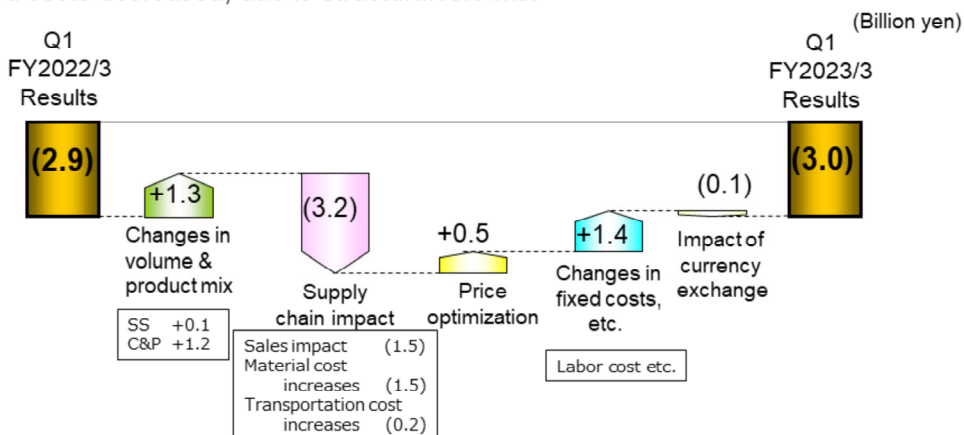 (Billion yen)
Q1
FY2022/3
Results
Q1
FY2023/3
Results
(2.9)
+1.3
(3.2)
+0.5
+1.4
(0.1)
(3.0)
Changes in
volume &
product mix
SS +0.1
C&P +1.2
Supply
chain impact
Sales impact (1.5)
Material cost
increases (1.5)
Transportation cost
increases (0.2)
Price
optimization
Changes in
fixed costs,
etc.
Labor cost etc.
Impact of
currency
exchange